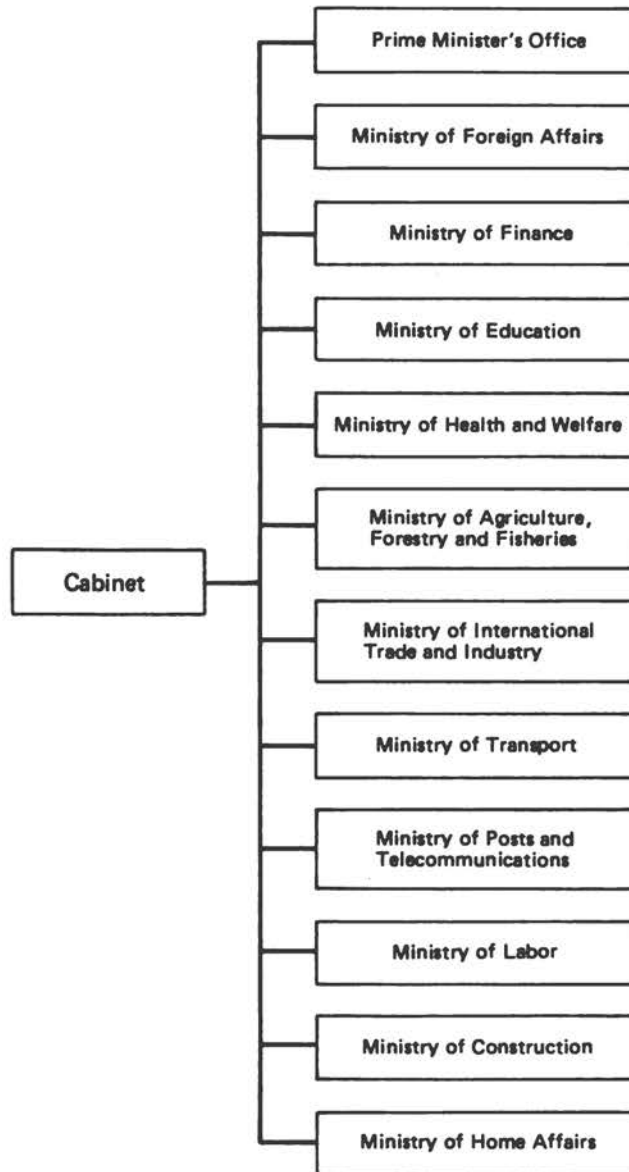 Prime Minister's Office
Ministry of Foreign Affairs
Ministry of Finance
Ministry of Education
Ministry of Health and Welfare
Ministry of Agriculture,
Forestry and Fisheries
Cabinet
Ministry of International
Trade and Industry
Ministry of Transport
Ministry of Posts and
Telecommunications
Ministry of Labor
Ministry of Construction
Ministry of Home Affairs